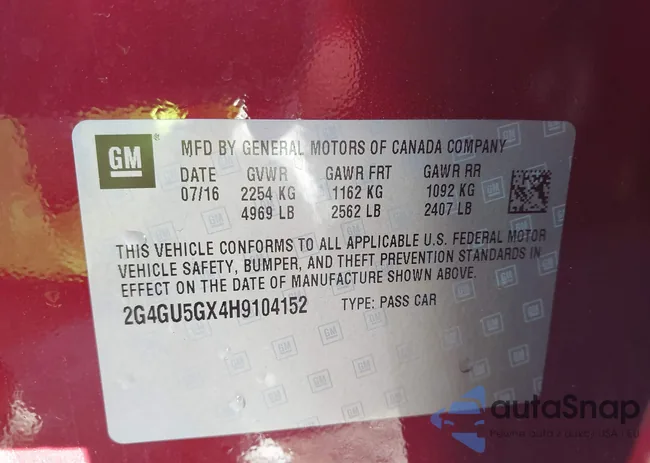 GM
MFD BY GENERAL MOTORS OF CANADA COMPANY
DATE GVWR GAWR FRT GAWR RR
07/16 2254 KG 1162 KG 1092 KG
4969 LB 2562 LB 2407 LB
THIS VEHICLE CONFORMS TO ALL APPLICABLE U.S. FEDERAL MOTOR
VEHICLE SAFETY, BUMPER, AND THEFT PREVENTION STANDARDS IN
EFFECT ON THE DATE OF MANUFACTURE SHOWN ABOVE.
2G4GU5GX4H9104152 TYPE: PASS CAR
autaSnap